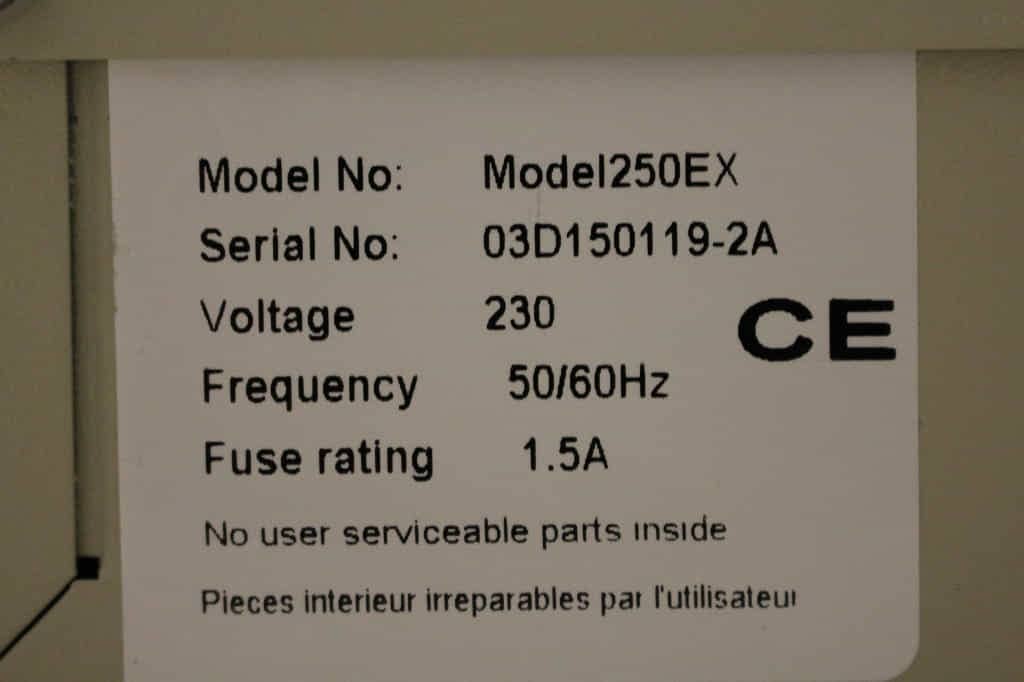 Model No: Model250EX
Serial No: 03D150119-2A
Voltage 230
CE
Frequency 50/60Hz
Fuse rating 1.5A
No user serviceable parts inside
Pieces interieur irreparables par l'utilisateur